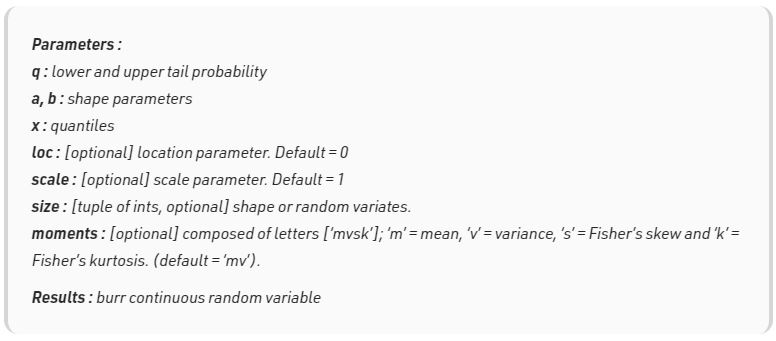 Parameters :
q : lower and upper tail probability
a, b : shape parameters
x : quantiles
loc : [optional] location parameter. Default = 0
scale : [optional] scale parameter. Default = 1
size : [tuple of ints, optional] shape or random variates.
moments : [optional] composed of letters [‘mvsk’]; ‘m’ = mean, ‘v’ = variance, ‘s’ = Fisher’s skew and ‘k’ =
Fisher’s kurtosis. (default = ‘mv’).
Results : burr continuous random variable